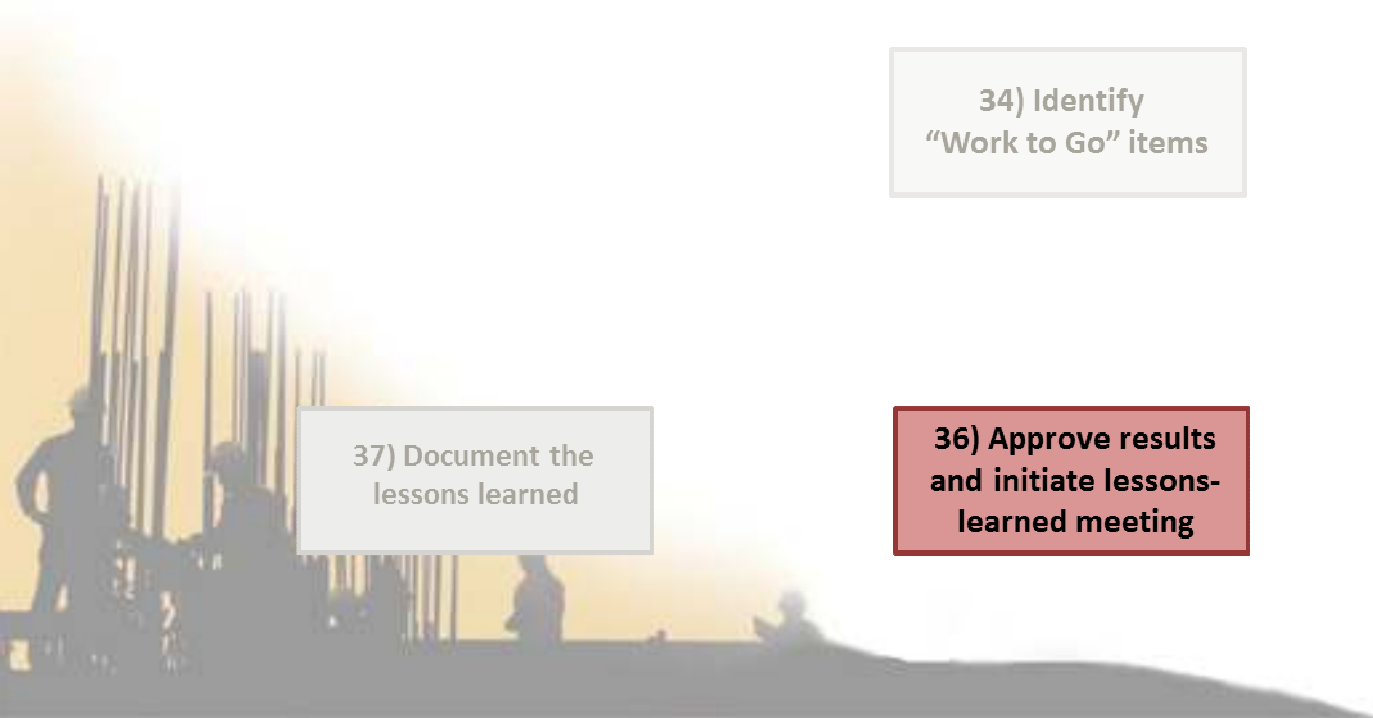 34) Identify
“Work to Go” items
37) Document the
lessons learned
36) Approve results
and initiate lessons-
learned meeting